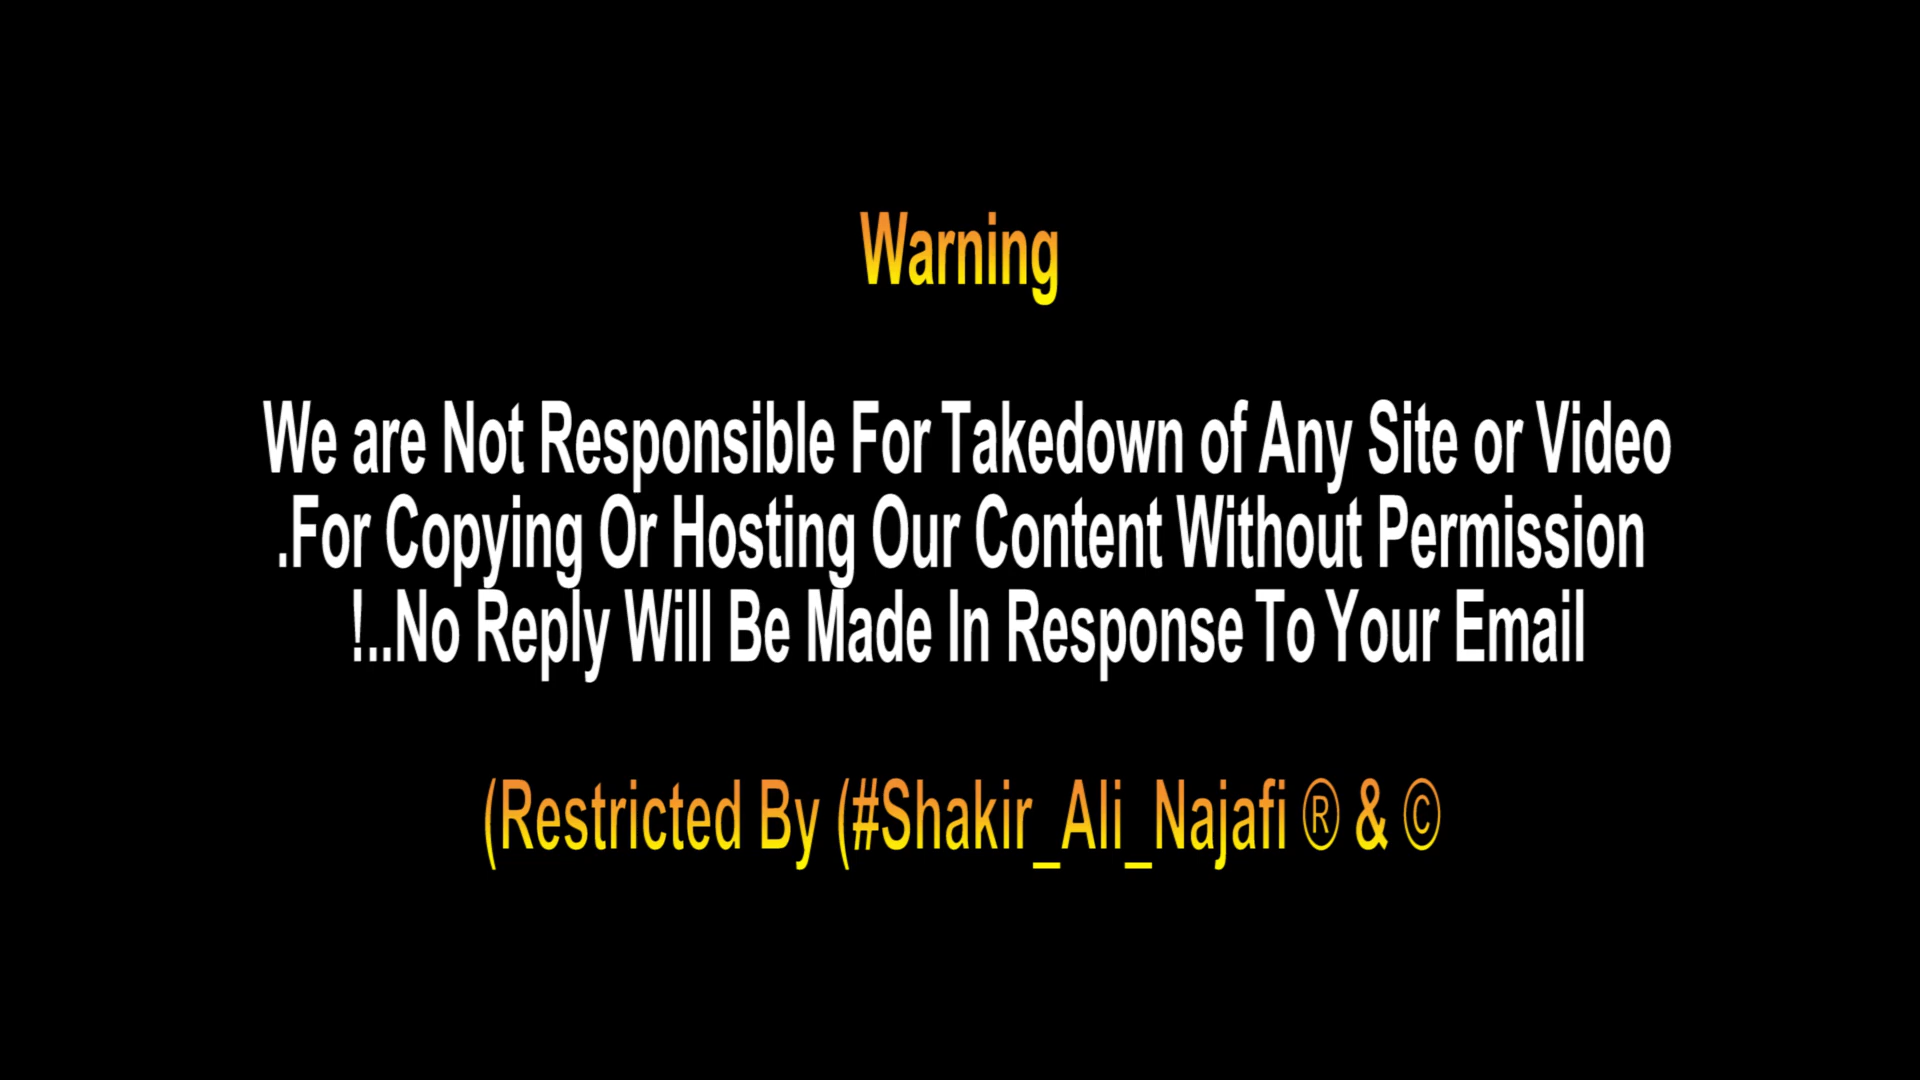 Warning
We are Not Responsible For Takedown of Any Site or Video
.For Copying Or Hosting Our Content Without Permission
!..No Reply Will Be Made In Response To Your Email
(Restricted By (#Shakir_Ali_Najafi ® & ©